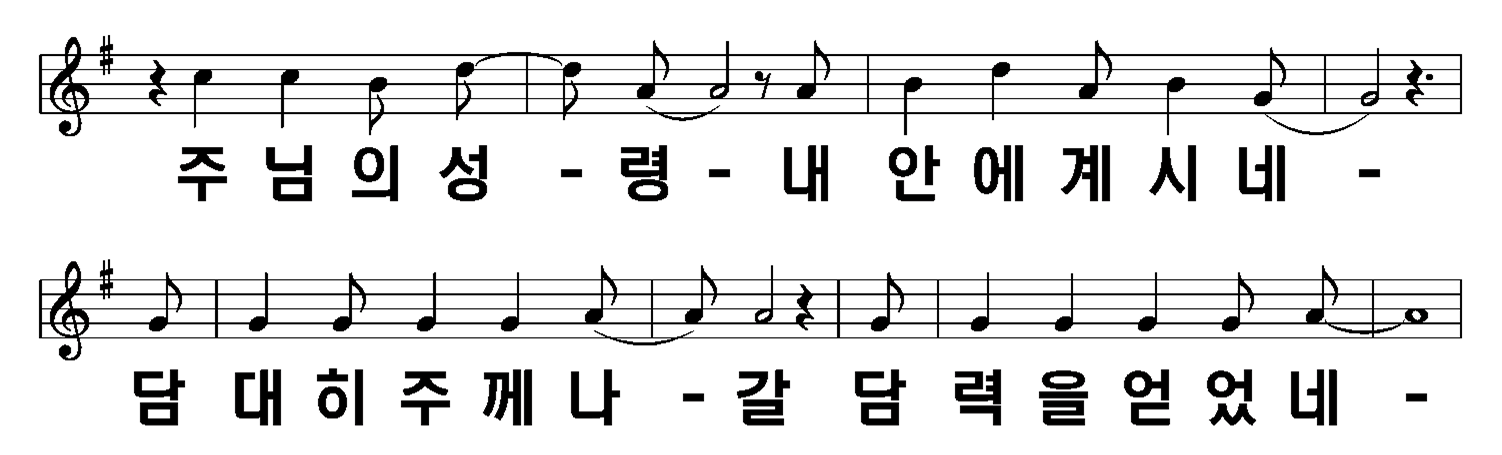 주 님 의 성 - 령 - 내 안 에 계 시 네 -
담 대 히 주 께 나 - 갈 담 력 을 얻 었 네 -